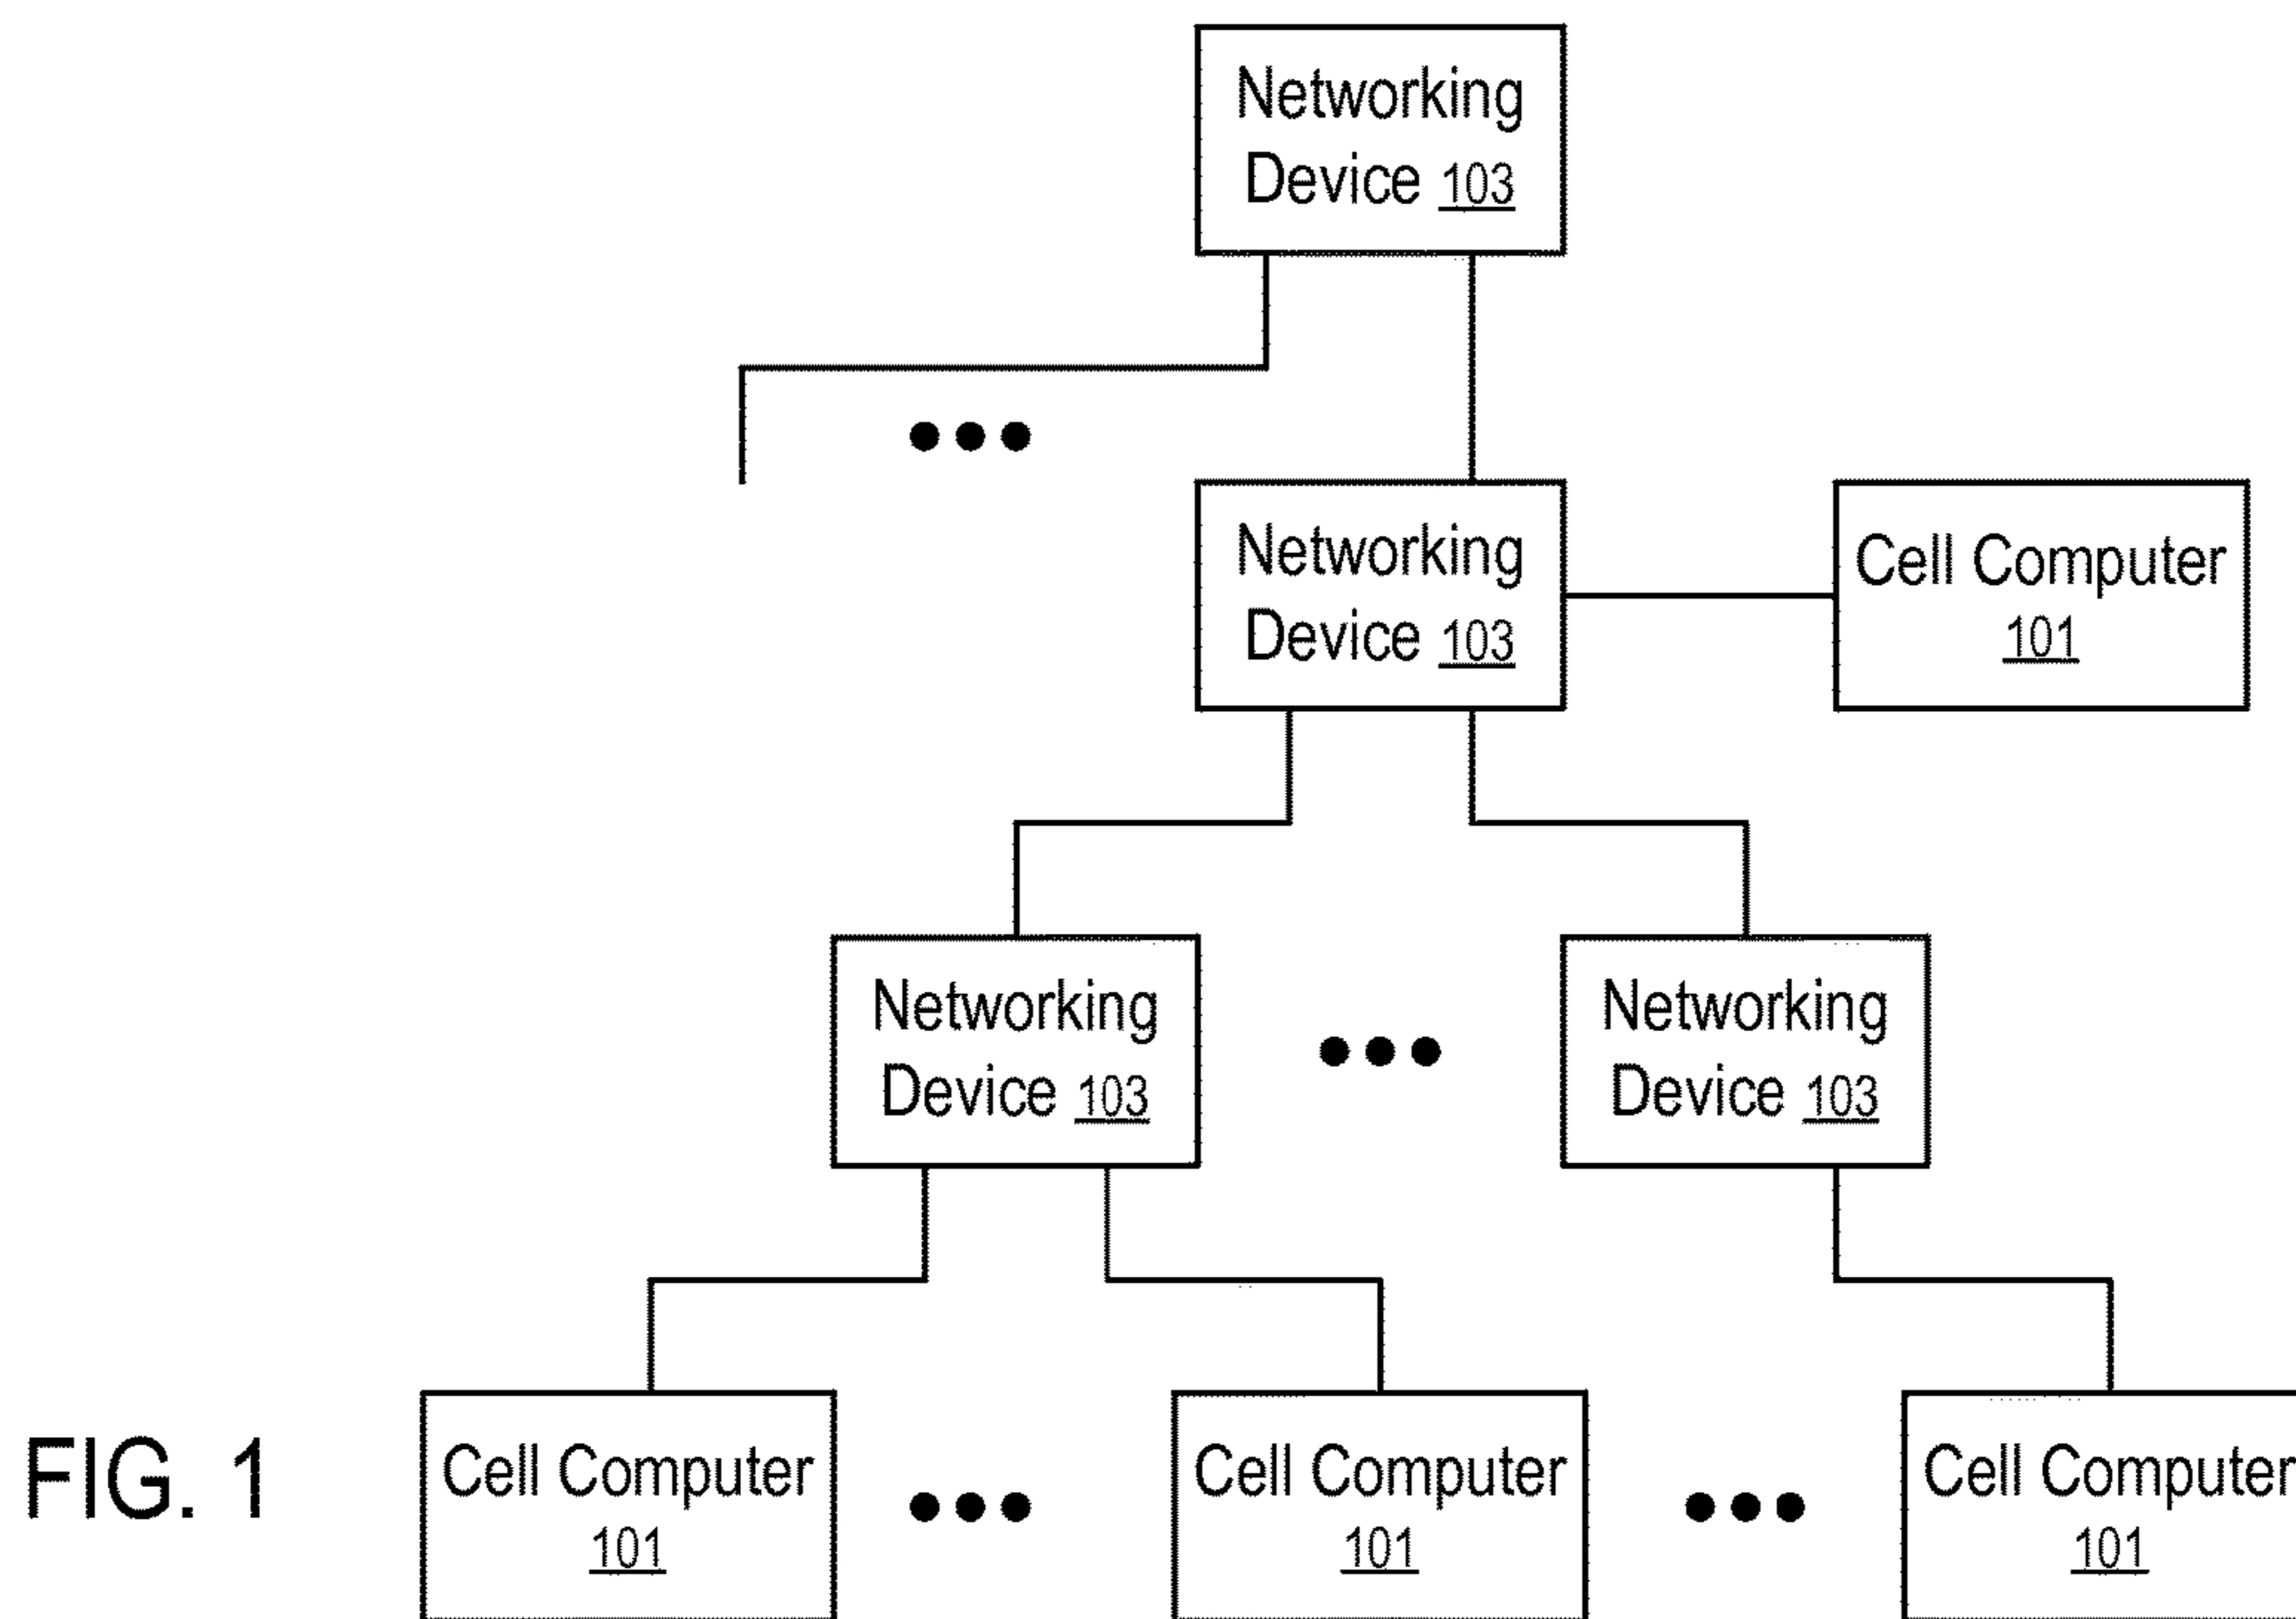 Networking
Device 103
Networking
Device 103
Cell Computer
101
Networking
Device 103
Networking
Device 103
FIG. 1
Cell Computer
101
Cell Computer
101
Cell Computer
101